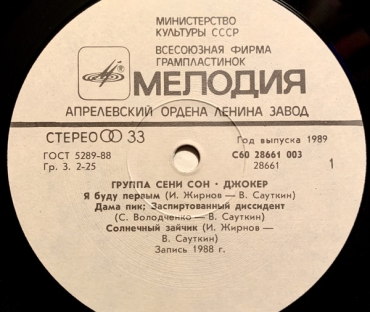 МИНИСТЕРСТВО
КУЛЬТУРЫ СССР
ВСЕСОЮЗНАЯ ФИРМА
ГРАМПЛАСТИНОК
МЕЛОДИЯ
АПРЕЛЕВСКИЙ ОРДЕНА ЛЕНИНА ЗАВОД
СТЕРЕО 33
Год выпуска 1989
ГОСТ 5289-88
С60 28661 003
Гр. 3. 2-25
28661
1
ГРУППА СЕНИ СОН · ДЖОКЕР
Я буду первым (И. Жирнов — В. Сауткин)
Дама пик; Заспиртованный диссидент
(С. Володченко — В. Сауткин)
Солнечный зайчик (И. Жирнов —
В. Сауткин)
Запись 1988 г.